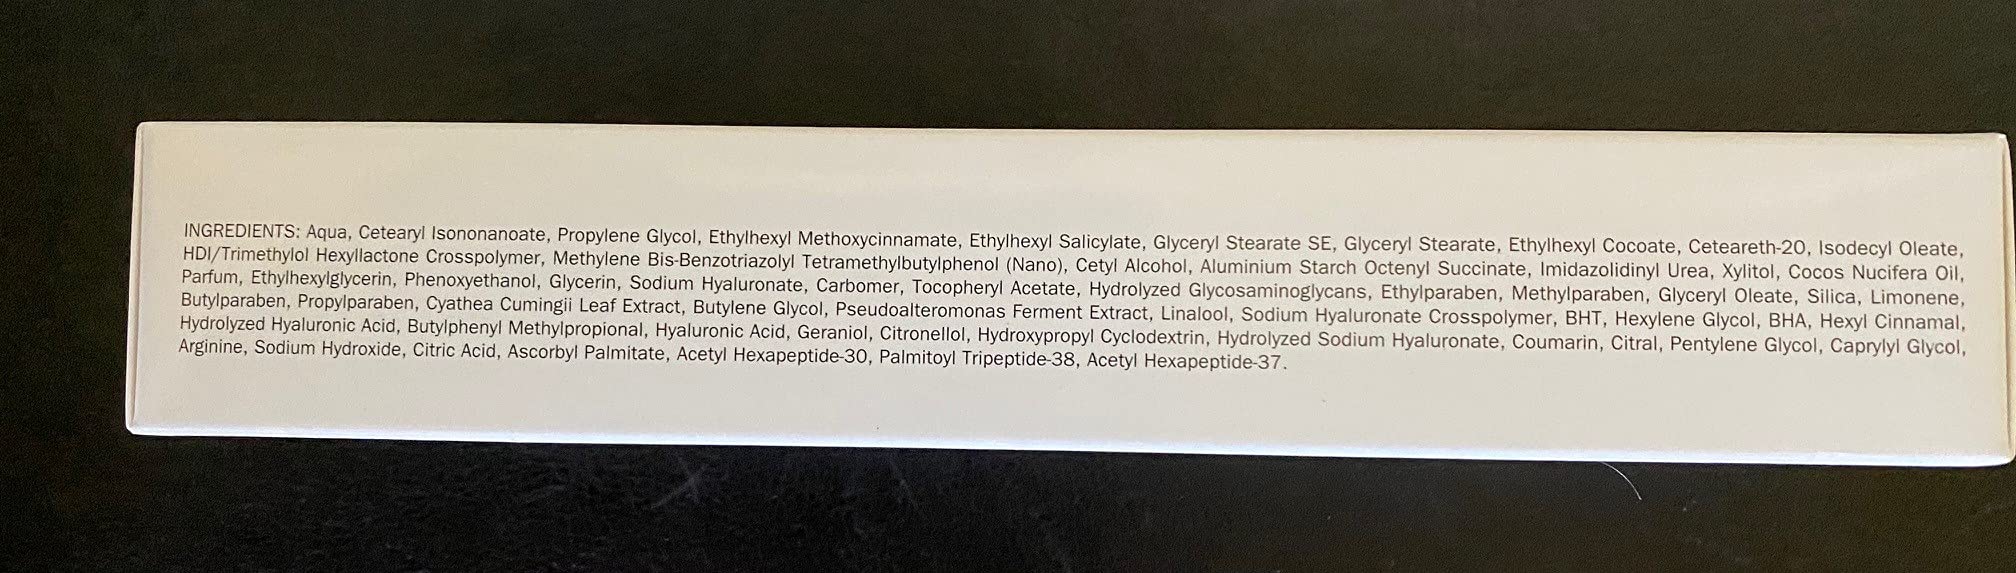 INGREDIENTS: Aqua, Cetearyl Isononanoate, Propylene Glycol, Ethylhexyl Methoxycinnamate, Ethylhexyl Salicylate, Glyceryl Stearate SE, Glyceryl Stearate, Ethylhexyl Cocoate, Ceteareth-20, Isodecyl Oleate,
HDI/Trimethylol Hexyllactone Crosspolymer, Methylene Bis-Benzotriazolyl Tetramethylbutylphenol (Nano), Cetyl Alcohol, Aluminium Starch Octenyl Succinate, Imidazolidinyl Urea, Xylitol, Cocos Nucifera Oil,
Parfum, Ethylhexylglycerin, Phenoxyethanol, Glycerin, Sodium Hyaluronate, Carbomer, Tocopheryl Acetate, Hydrolyzed Glycosaminoglycans, Ethylparaben, Methylparaben, Glyceryl Oleate, Silica, Limonene,
Butylparaben, Propylparaben, Cyathea Cumingii Leaf Extract, Butylene Glycol, Pseudoalteromonas Ferment Extract, Linalool, Sodium Hyaluronate Crosspolymer, BHT, Hexylene Glycol, BHA, Hexyl Cinnamal,
Hydrolyzed Hyaluronic Acid, Butylphenyl Methylpropional, Hyaluronic Acid, Geraniol, Citronellol, Hydroxypropyl Cyclodextrin, Hydrolyzed Sodium Hyaluronate, Coumarin, Citral, Pentylene Glycol, Caprylyl Glycol,
Arginine, Sodium Hydroxide, Citric Acid, Ascorbyl Palmitate, Acetyl Hexapeptide-30, Palmitoyl Tripeptide-38, Acetyl Hexapeptide-37.